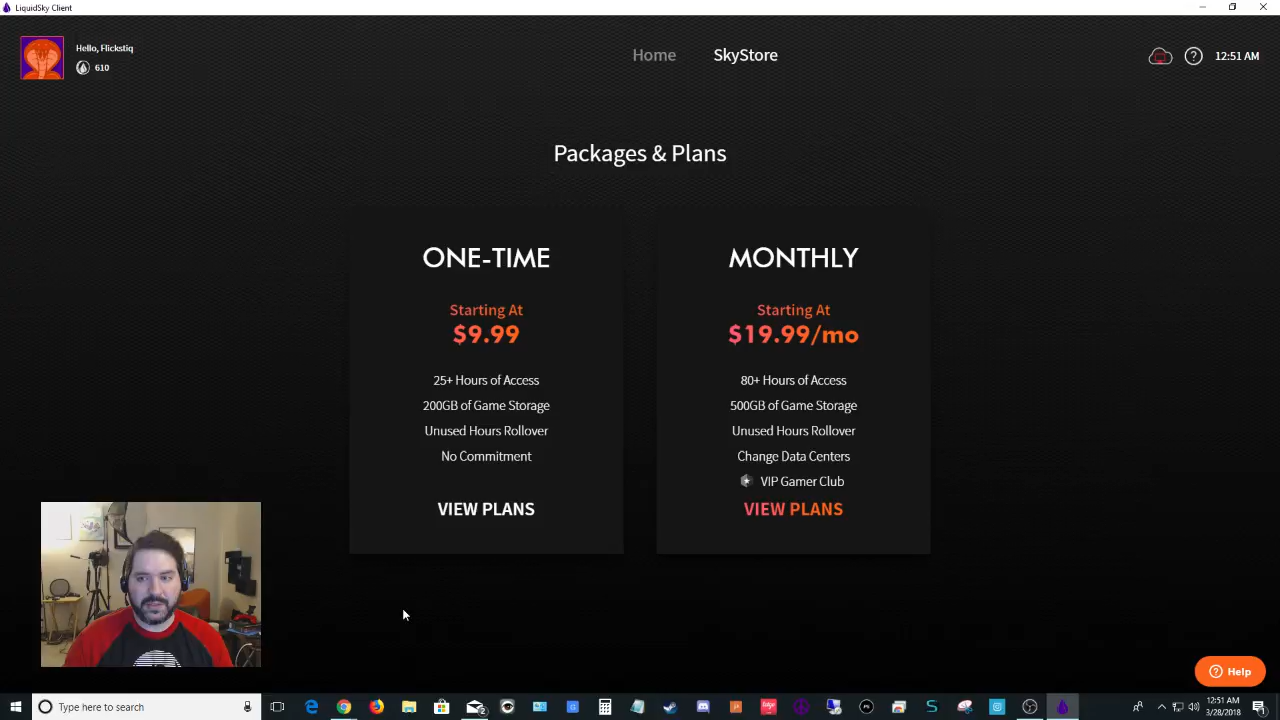 LiquidSky Client
Hello, Flickstiq
610
Home
SkyStore
12:51 AM
Packages & Plans
ONE-TIME
Starting At
$9.99
25+ Hours of Access
200GB of Game Storage
Unused Hours Rollover
No Commitment
VIEW PLANS
MONTHLY
Starting At
$19.99/mo
80+ Hours of Access
500GB of Game Storage
Unused Hours Rollover
Change Data Centers
VIP Gamer Club
VIEW PLANS
Help
Type here to search
12:51 AM
3/28/2018